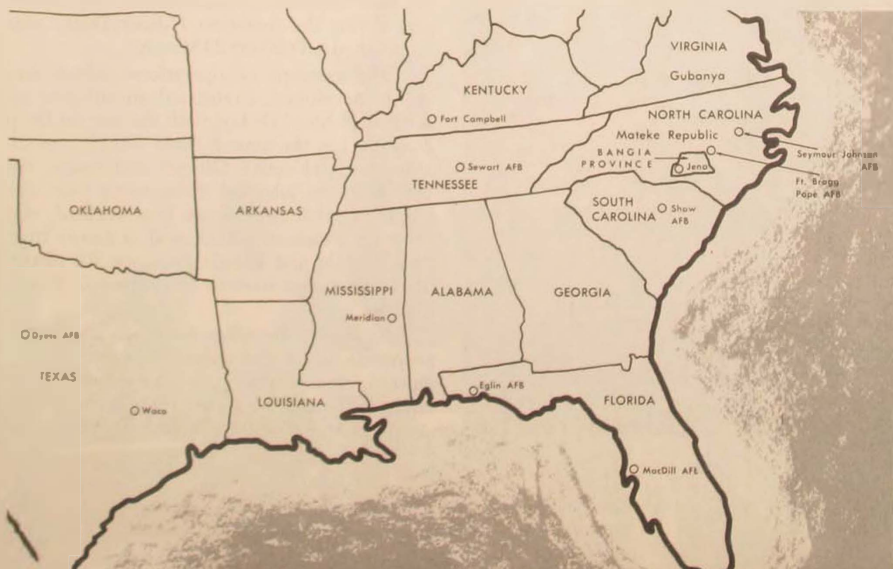 VIRGINIA
Gubanya
KENTUCKY
Fort Campbell
NORTH CAROLINA
Mateke Republic
Seymour Johnson
AFB
BANGIA
PROVINCE
Jena
Ft. Bragg
Pope AFB
Sewart AFB
TENNESSEE
OKLAHOMA
ARKANSAS
SOUTH
CAROLINA
Shaw
AFB
MISSISSIPPI
ALABAMA
GEORGIA
Meridian
Dyess AFB
TEXAS
Waco
LOUISIANA
Eglin AFB
FLORIDA
MacDill AFB